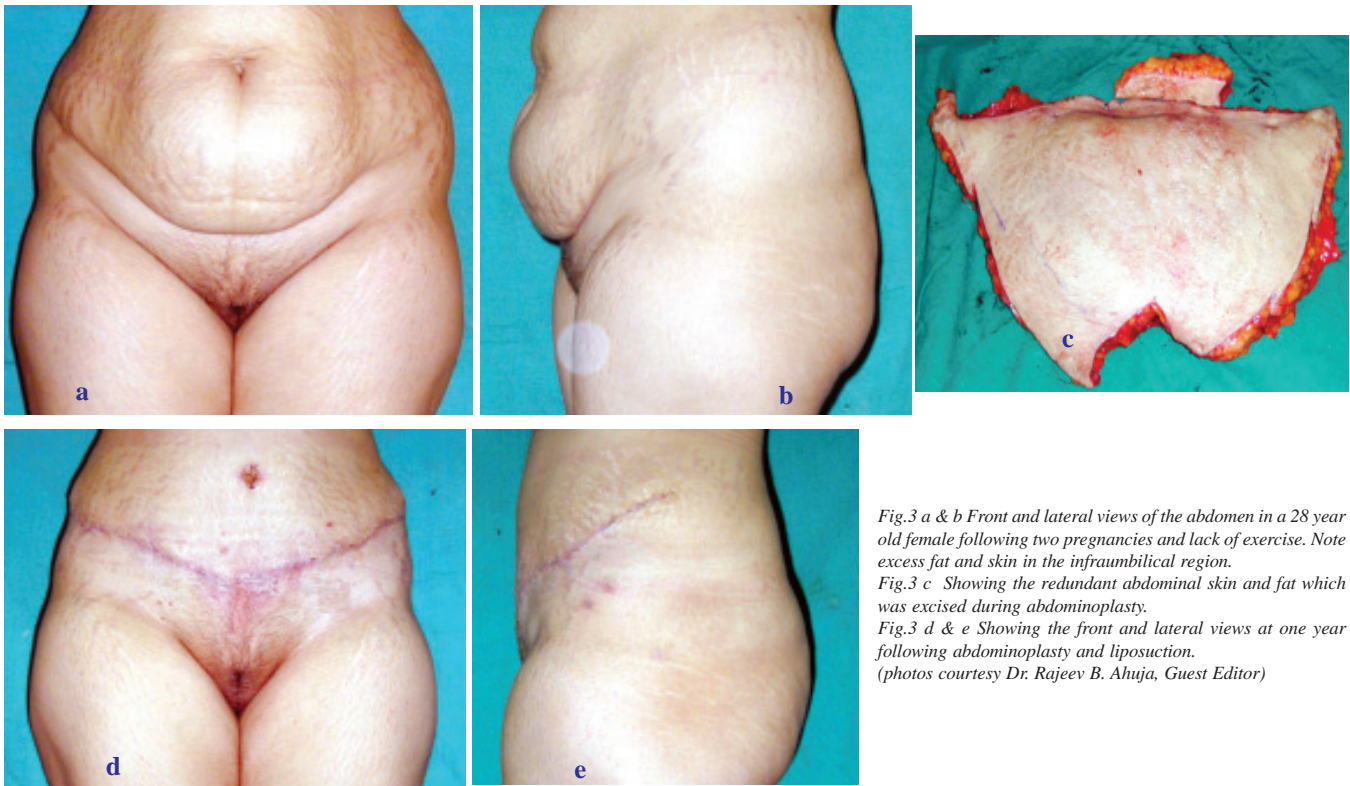 a
b
c
d
e
Fig.3 a & b Front and lateral views of the abdomen in a 28 year
old female following two pregnancies and lack of exercise. Note
excess fat and skin in the infraumbilical region.
Fig.3 c Showing the redundant abdominal skin and fat which
was excised during abdominoplasty.
Fig.3 d & e Showing the front and lateral views at one year
following abdominoplasty and liposuction.
(photos courtesy Dr. Rajeev B. Ahuja, Guest Editor)